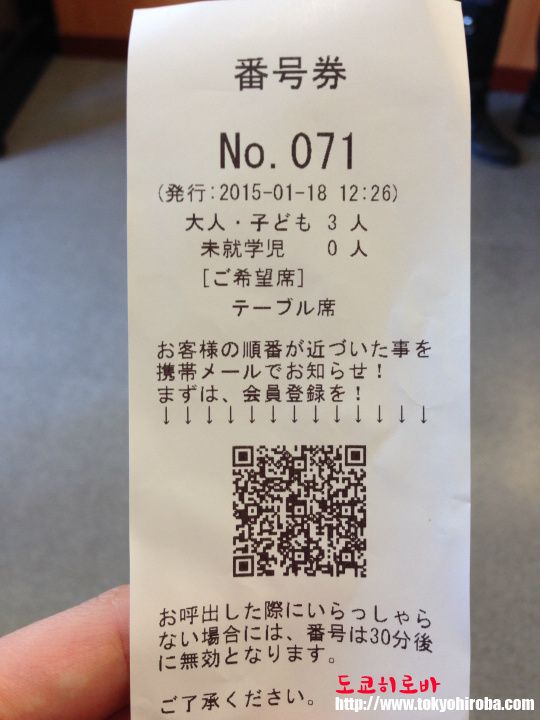 番号券
No. 071
(発行:2015-01-18 12:26)
大人・子ども 3 人
未就学児 0 人
[ご希望席]
テーブル席
お客様の順番が近づいた事を
携帯メールでお知らせ!
まずは、会員登録を!
↓↓↓↓↓↓↓↓↓↓↓↓↓
お呼出した際にいらっしゃら
ない場合には、番号は30分後
に無効となります。
ご了承ください。
도쿄히로바
http://www.tokyohiroba.com